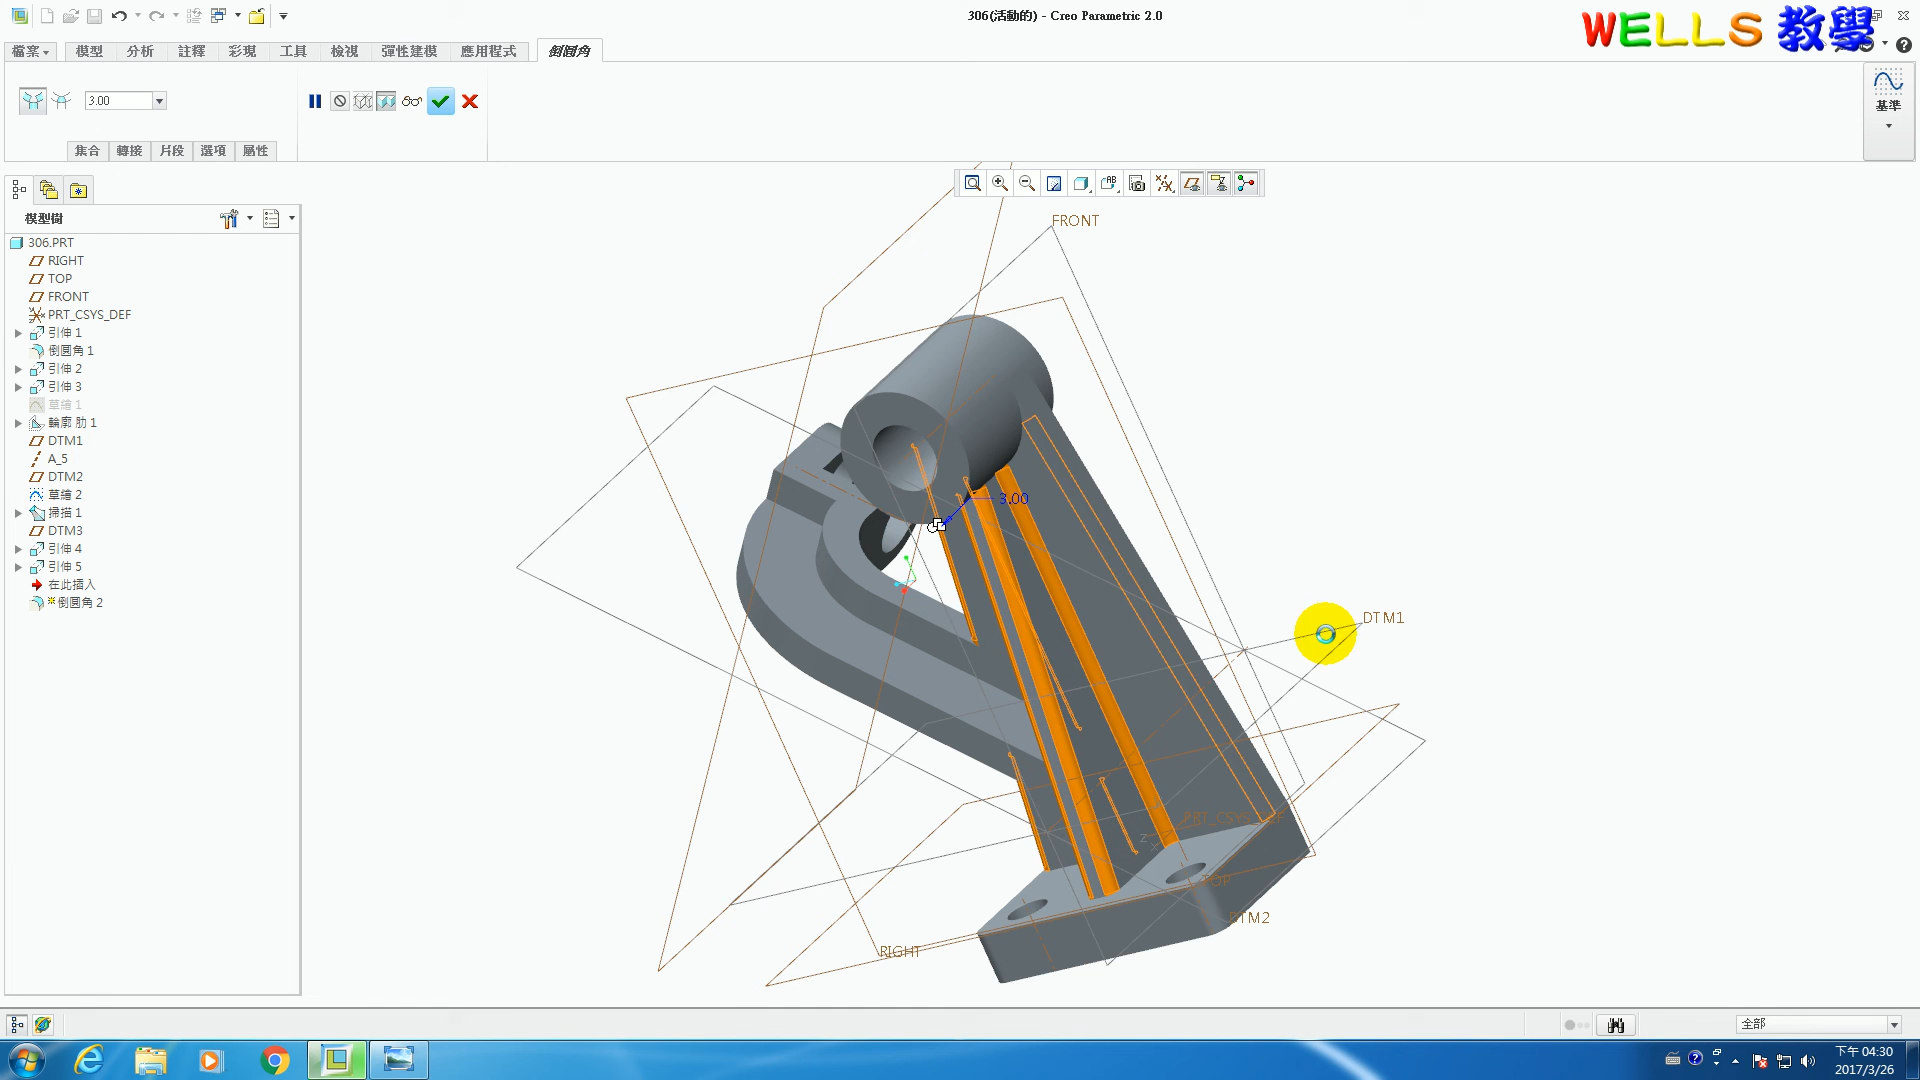 306(活動的) - Creo Parametric 2.0
WELLS 教學
檔案 模型 分析 註釋 彩現 工具 檢視 彈性建模 應用程式 倒圓角
3.00
基準
集合 轉接 片段 選項 屬性
模型樹
306.PRT
RIGHT
TOP
FRONT
PRT_CSYS_DEF
引伸 1
倒圓角 1
引伸 2
引伸 3
草繪 1
輪廓 肋 1
DTM1
A_5
DTM2
草繪 2
掃描 1
DTM3
引伸 4
引伸 5
在此插入
倒圓角 2
FRONT
3.00
DTM1
PRT_CSYS_DEF
Z
X
TOP
DTM2
RIGHT
全部
下午 04:30
2017/3/26